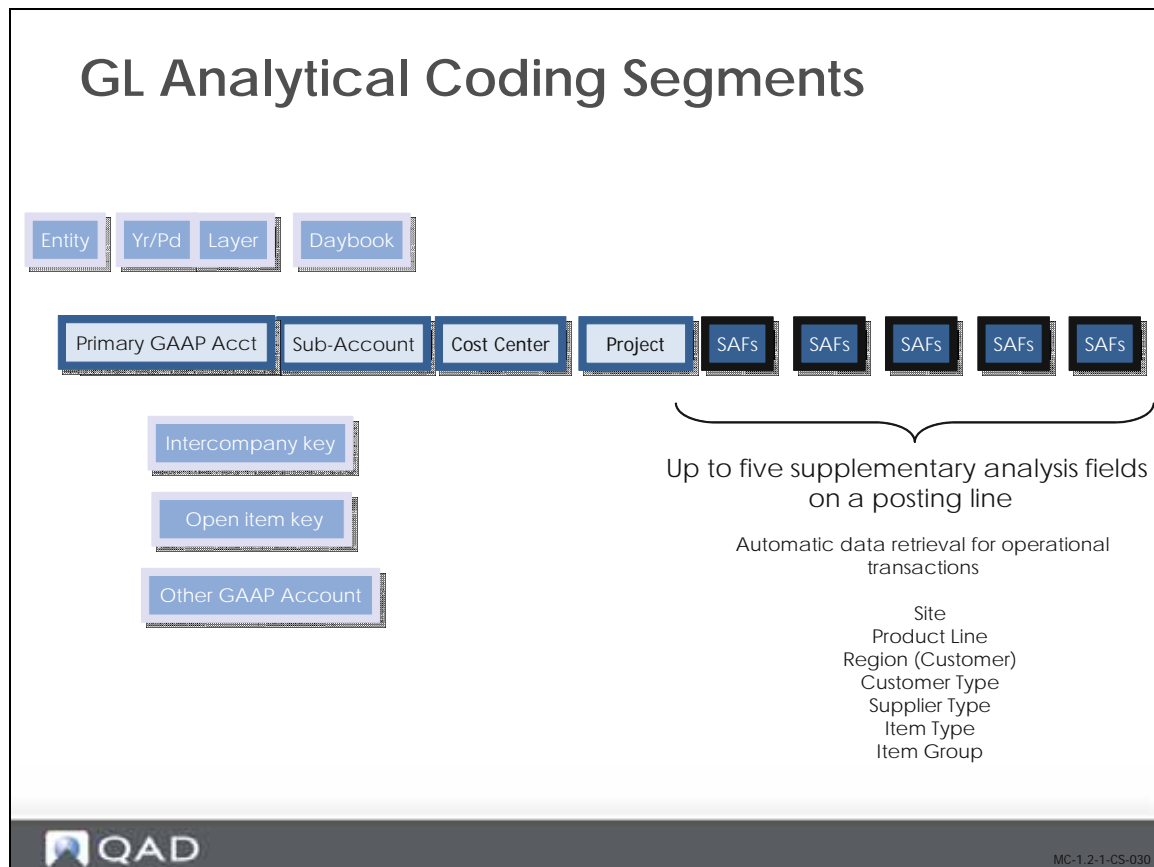 GL Analytical Coding Segments
Entity
Yr/Pd
Layer
Daybook
Primary GAAP Acct
Sub-Account
Cost Center
Project
SAFs
SAFs
SAFs
SAFs
SAFs
Intercompany key
Open item key
Other GAAP Account
Up to five supplementary analysis fields
on a posting line
Automatic data retrieval for operational
transactions
Site
Product Line
Region (Customer)
Customer Type
Supplier Type
Item Type
Item Group
QAD
MC-1.2-1-CS-030